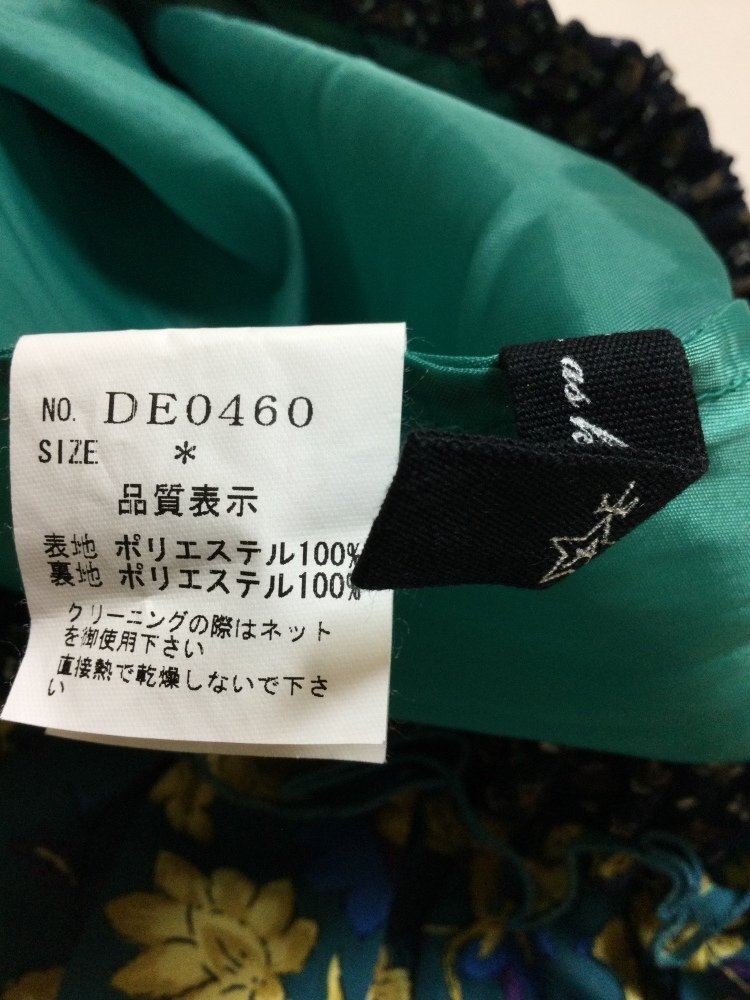 NO. DE0460
SIZE *
品質表示
表地 ポリエステル100%
裏地 ポリエステル100%
クリーニングの際はネット
を御使用下さい
直接熱で乾燥しないで下さ
い